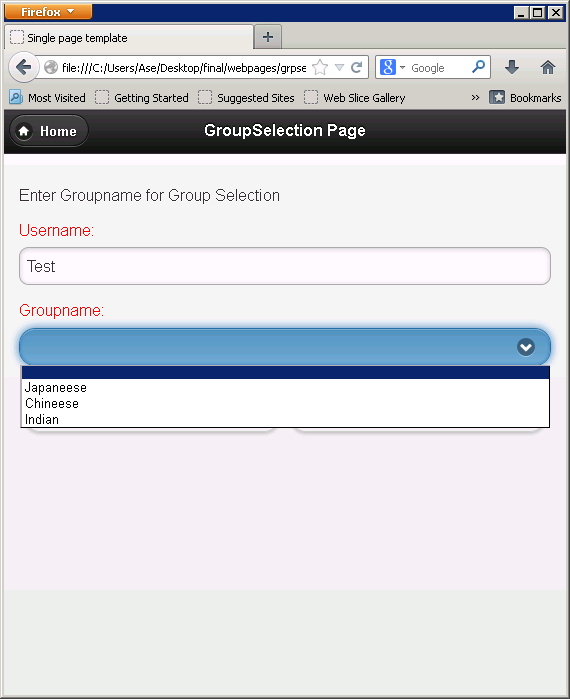 Firefox
Single page template
file:///C:/Users/Ase/Desktop/final/webpages/grpse
Google
Most Visited Getting Started Suggested Sites Web Slice Gallery » Bookmarks
Home GroupSelection Page
Enter Groupname for Group Selection
Username:
Test
Groupname:
Japaneese
Chineese
Indian